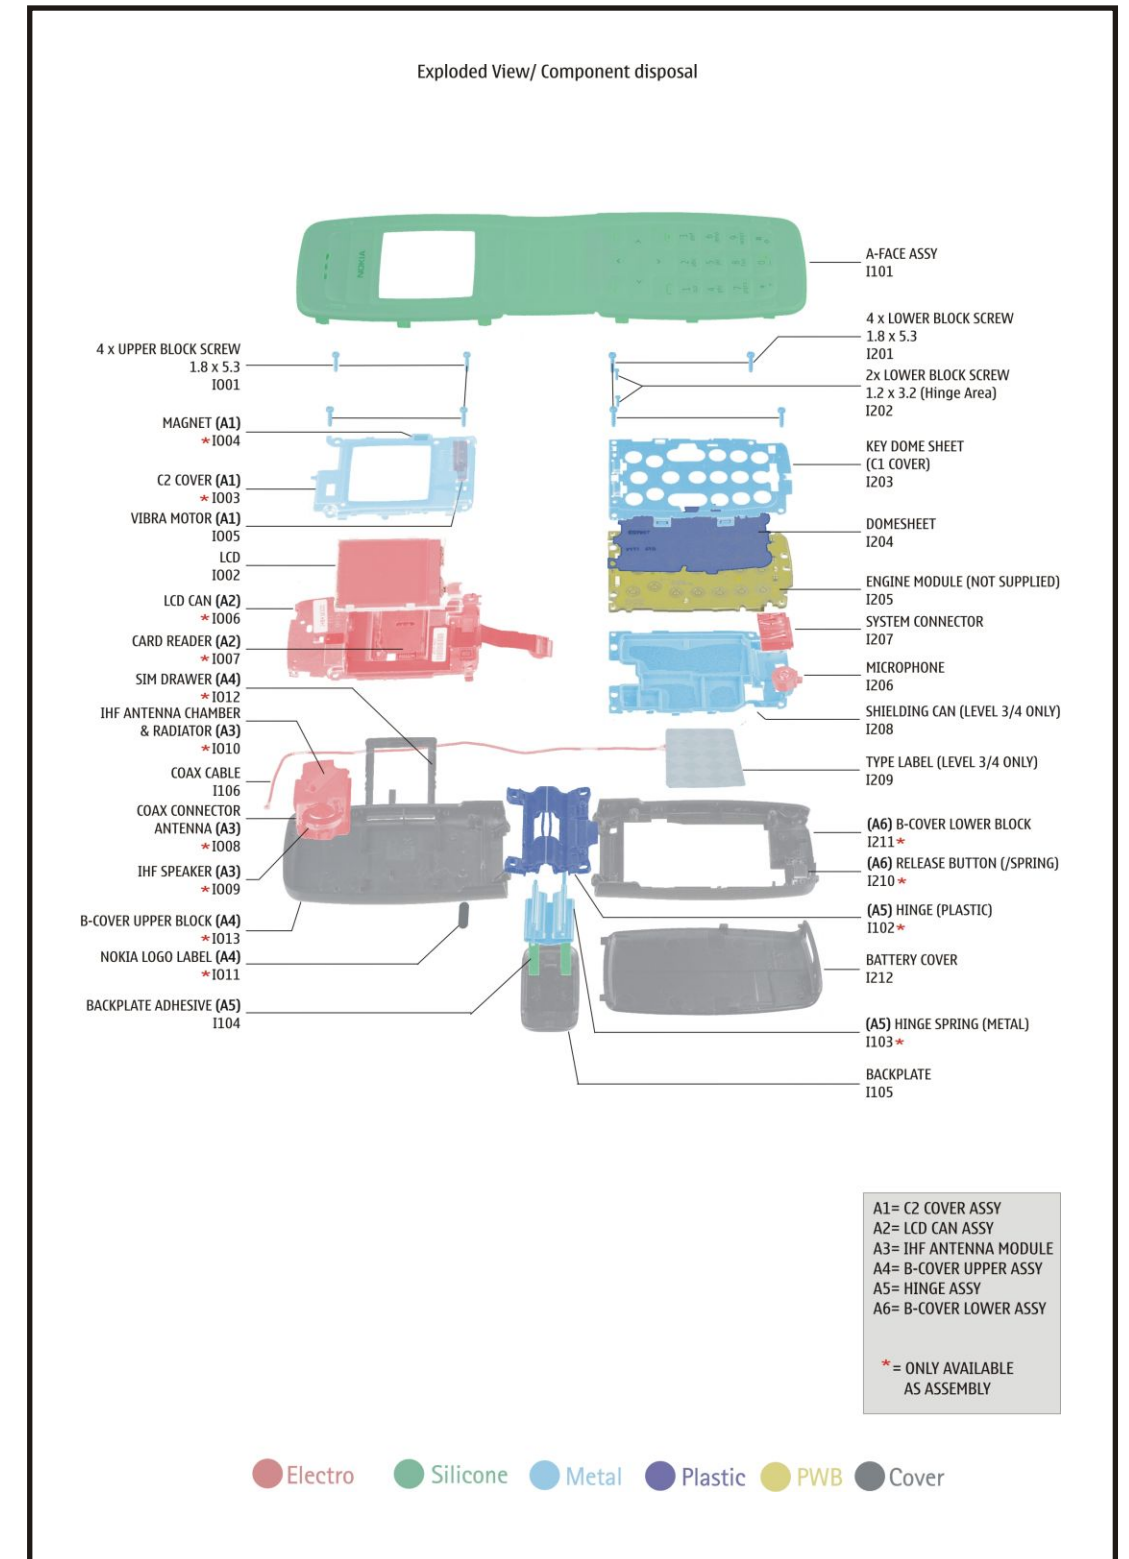 Exploded View/ Component disposal
NOKIA
A-FACE ASSY
I101
4 x UPPER BLOCK SCREW
1.8 x 5.3
I001
MAGNET (A1)
*I004
C2 COVER (A1)
*I003
VIBRA MOTOR (A1)
I005
LCD
I002
LCD CAN (A2)
*I006
CARD READER (A2)
*I007
SIM DRAWER (A4)
*I012
IHF ANTENNA CHAMBER
& RADIATOR (A3)
*I010
COAX CABLE
I106
COAX CONNECTOR
ANTENNA (A3)
*I008
IHF SPEAKER (A3)
*I009
B-COVER UPPER BLOCK (A4)
*I013
NOKIA LOGO LABEL (A4)
*I011
BACKPLATE ADHESIVE (A5)
I104
4 x LOWER BLOCK SCREW
1.8 x 5.3
I201
2x LOWER BLOCK SCREW
1.2 x 3.2 (Hinge Area)
I202
KEY DOME SHEET
(C1 COVER)
I203
DOMESHEET
I204
ENGINE MODULE (NOT SUPPLIED)
I205
SYSTEM CONNECTOR
I207
MICROPHONE
I206
SHIELDING CAN (LEVEL 3/4 ONLY)
I208
TYPE LABEL (LEVEL 3/4 ONLY)
I209
(A6) B-COVER LOWER BLOCK
I211*
(A6) RELEASE BUTTON (/SPRING)
I210*
(A5) HINGE (PLASTIC)
I102*
BATTERY COVER
I212
(A5) HINGE SPRING (METAL)
I103*
BACKPLATE
I105
A1= C2 COVER ASSY
A2= LCD CAN ASSY
A3= IHF ANTENNA MODULE
A4= B-COVER UPPER ASSY
A5= HINGE ASSY
A6= B-COVER LOWER ASSY
*= ONLY AVAILABLE
AS ASSEMBLY
Electro Silicone Metal Plastic PWB Cover